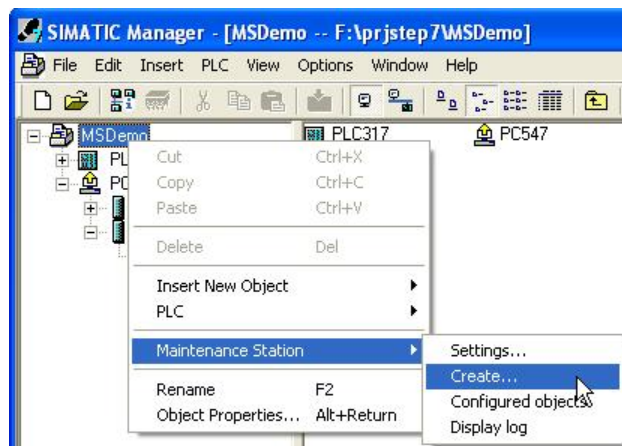 SIMATIC Manager - [MSDemo -- F:\prjstep7\MSDemo]
File Edit Insert PLC View Options Window Help
MSDemo
PLC317
PC547
PL
PC
Cut Ctrl+X
Copy Ctrl+C
Paste Ctrl+V
Delete Del
Insert New Object
PLC
Maintenance Station
Rename F2
Object Properties... Alt+Return
Settings...
Create...
Configured objects
Display log